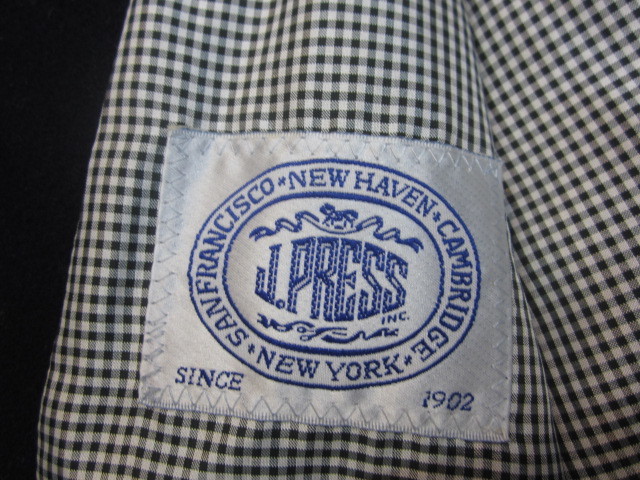 SAN FRANCISCO * NEW HAVEN * CAMBRIDGE * NEW YORK *
J. PRESS
INC.
SINCE 1902